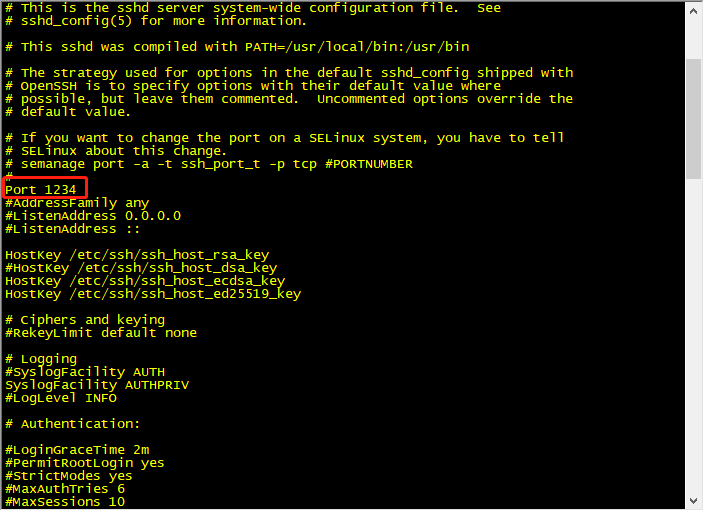 # This is the sshd server system-wide configuration file.  See
# sshd_config(5) for more information.
# This sshd was compiled with PATH=/usr/local/bin:/usr/bin
# The strategy used for options in the default sshd_config shipped with
# OpenSSH is to specify options with their default value where
# possible, but leave them commented.  Uncommented options override the
# default value.
# If you want to change the port on a SELinux system, you have to tell
# SELinux about this change.
# semanage port -a -t ssh_port_t -p tcp #PORTNUMBER
#
Port 1234
#AddressFamily any
#ListenAddress 0.0.0.0
#ListenAddress ::
HostKey /etc/ssh/ssh_host_rsa_key
#HostKey /etc/ssh/ssh_host_dsa_key
HostKey /etc/ssh/ssh_host_ecdsa_key
HostKey /etc/ssh/ssh_host_ed25519_key
# Ciphers and keying
#RekeyLimit default none
# Logging
#SyslogFacility AUTH
SyslogFacility AUTHPRIV
#LogLevel INFO
# Authentication:
#LoginGraceTime 2m
#PermitRootLogin yes
#StrictModes yes
#MaxAuthTries 6
#MaxSessions 10